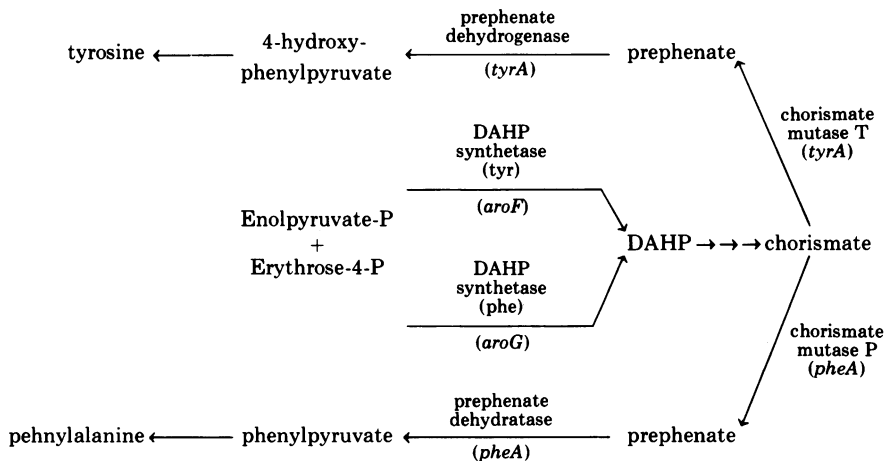 prephenate
dehydrogenase
tyrosine
4-hydroxy-
phenylpyruvate
(tyrA)
prephenate
chorismate
mutase T
(tyrA)
DAHP
synthetase
(tyr)
(aroF)
Enolpyruvate-P
+
Erythrose-4-P
DAHP
chorismate
DAHP
synthetase
(phe)
(aroG)
chorismate
mutase P
(pheA)
prephenate
dehydratase
pehnylalanine
phenylpyruvate
(pheA)
prephenate